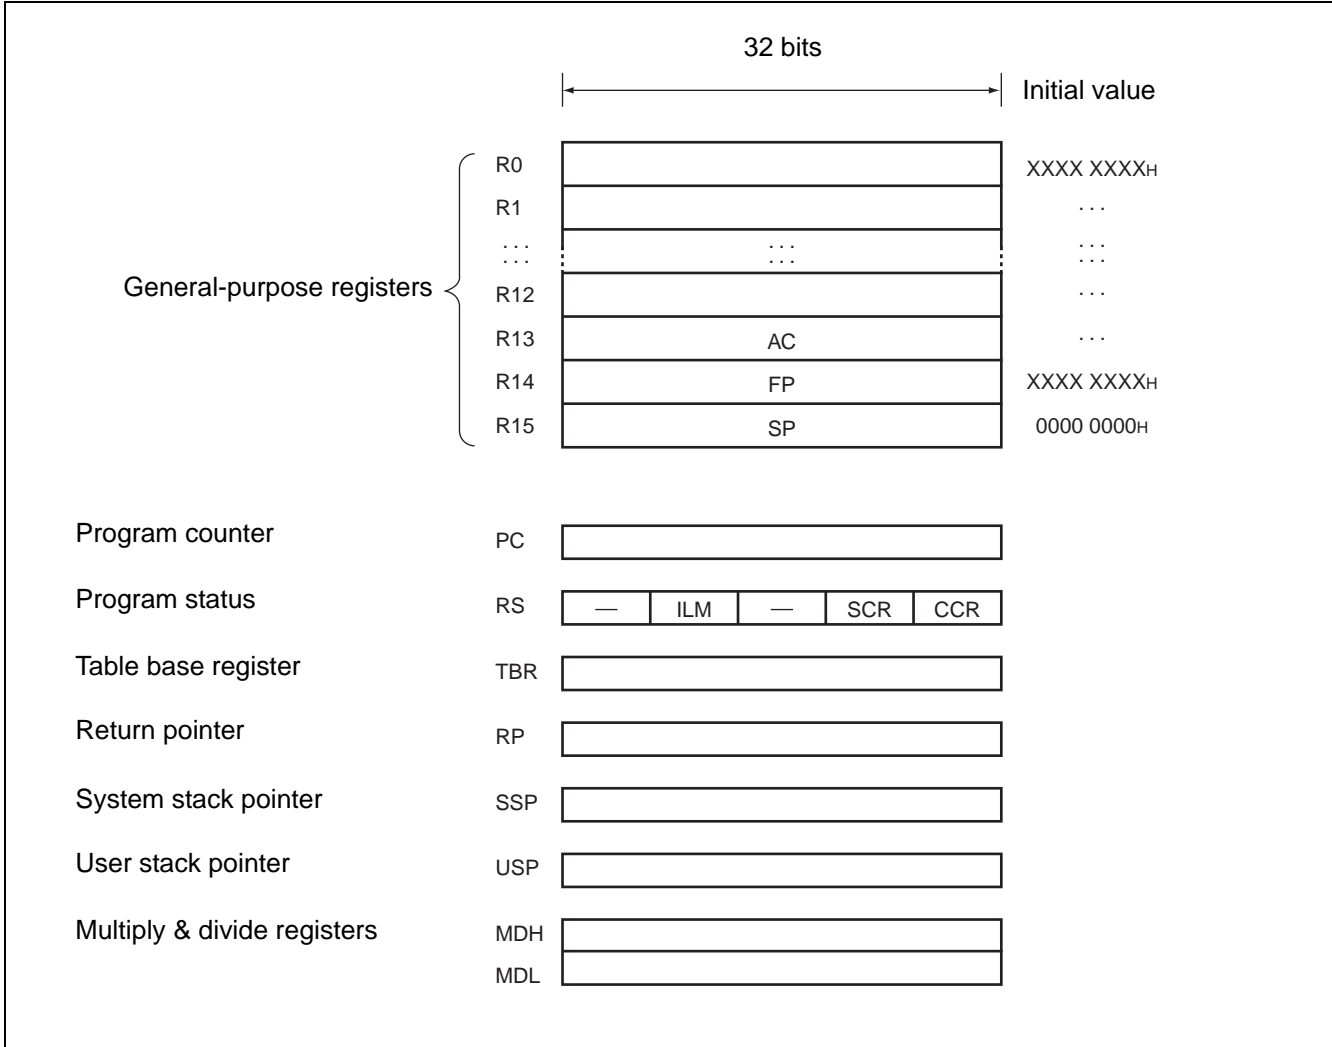 32 bits
Initial value
R0 XXXX XXXXH
R1 ...
... ... ...
... ... ...
General-purpose registers
R12 ...
R13 AC ...
R14 FP XXXX XXXXH
R15 SP 0000 0000H
Program counter PC
Program status RS — ILM — SCR CCR
Table base register TBR
Return pointer RP
System stack pointer SSP
User stack pointer USP
Multiply & divide registers MDH
MDL